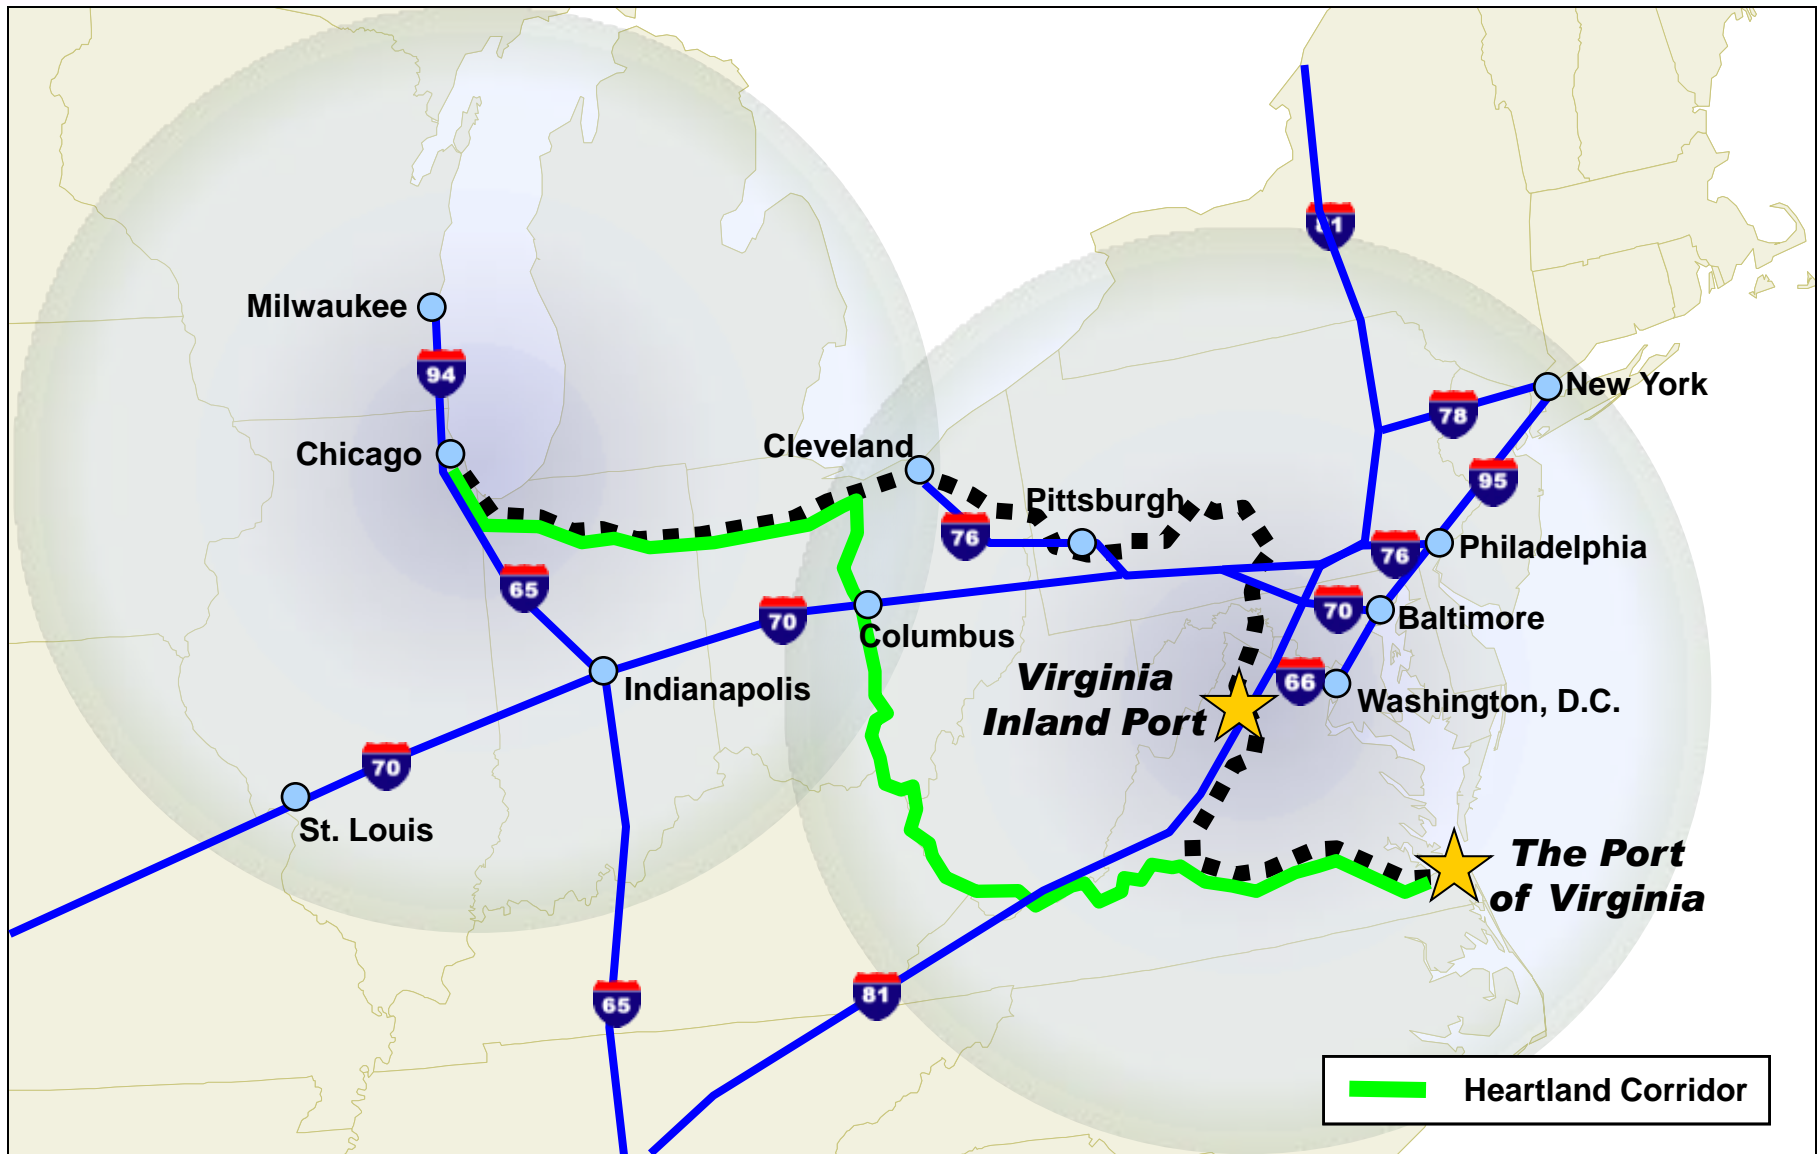 81
Milwaukee
94
New York
78
Chicago
Cleveland
95
Pittsburgh
76
76
Philadelphia
65
70
70
Baltimore
Columbus
Virginia
Inland Port
66
Washington, D.C.
Indianapolis
70
St. Louis
The Port
of Virginia
65
81
Heartland Corridor